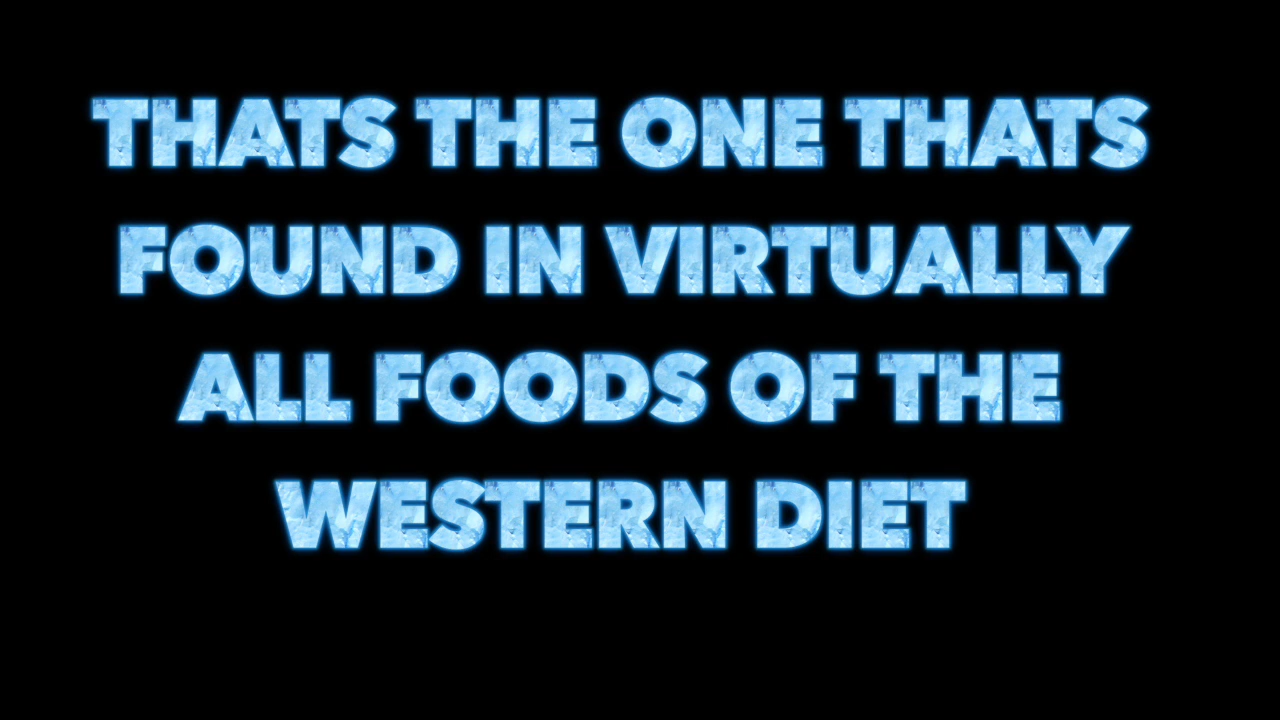 THATS THE ONE THATS
FOUND IN VIRTUALLY
ALL FOODS OF THE
WESTERN DIET